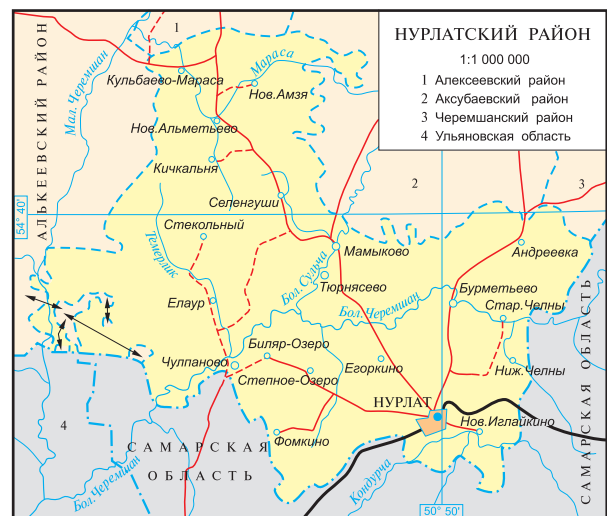 НУРЛАТСКИЙ РАЙОН
1:1 000 000
1 Алексеевский район
2 Аксубаевский район
3 Черемшанский район
4 Ульяновская область
1
АЛЬКЕЕВСКИЙ РАЙОН
Мал. Черемшан
Мараса
Кульбаево-Мараса
Нов.Амзя
Нов.Альметьево
Кичкальня
2
3
Селенгуши
54° 40'
Стекольный
Темерлик
Мамыково
Андреевка
Бол.Сульча
Тюрнясево
Бурметьево
Елаур
Бол.Черемшан
Стар.Челны
Биляр-Озеро
Чулпаново
Егоркино
Ниж.Челны
Степное-Озеро
НУРЛАТ
4
Нов.Иглайкино
САМАРСКАЯ
ОБЛАСТЬ
Фомкино
САМАРСКАЯ ОБЛАСТЬ
Бол.Черемшан
Кондурча
50° 50'